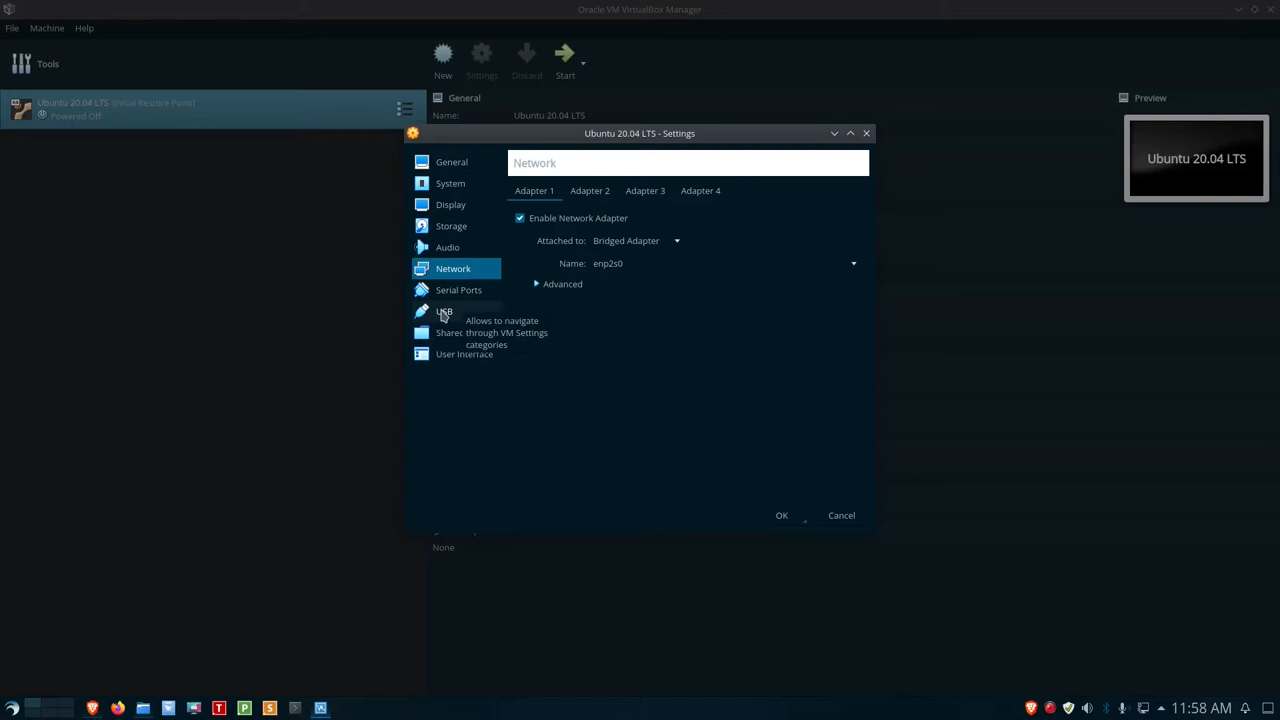 Oracle VM VirtualBox Manager
File Machine Help
Tools
New Settings Discard Start
Ubuntu 20.04 LTS (Initial Restore Point)
Powered Off
General
Name: Ubuntu 20.04 LTS
Preview
Ubuntu 20.04 LTS
Ubuntu 20.04 LTS - Settings
General
System
Display
Storage
Audio
Network
Serial Ports
USB
Shared
User Interface
Allows to navigate
through VM Settings
categories
Network
Adapter 1 Adapter 2 Adapter 3 Adapter 4
Enable Network Adapter
Attached to: Bridged Adapter
Name: enp2s0
Advanced
OK Cancel
None
T P S
11:58 AM